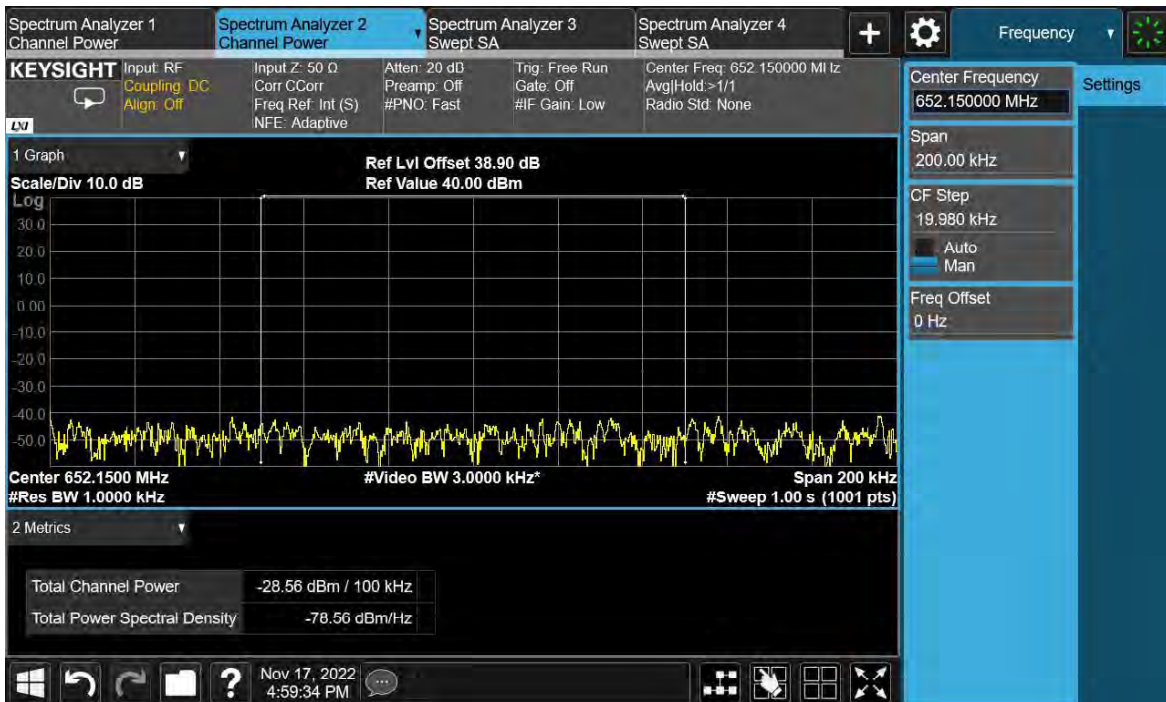 Spectrum Analyzer 1
Channel Power
Spectrum Analyzer 2
Channel Power
Spectrum Analyzer 3
Swept SA
Spectrum Analyzer 4
Swept SA
+
Frequency
KEYSIGHT
LXI
Input: RF
Coupling: DC
Align: Off
Input Z: 50 Ω
Corr CCorr
Freq Ref: Int (S)
NFE: Adaptive
Atten: 20 dB
Preamp: Off
#PNO: Fast
Trig: Free Run
Gate: Off
#IF Gain: Low
Center Freq: 652.150000 MHz
Avg|Hold:>1/1
Radio Std: None
Center Frequency
652.150000 MHz
Settings
Span
200.00 kHz
CF Step
19.980 kHz
Auto
Man
Freq Offset
0 Hz
1 Graph
Scale/Div 10.0 dB
Ref Lvl Offset 38.90 dB
Ref Value 40.00 dBm
Log
30.0
20.0
10.0
0.00
-10.0
-20.0
-30.0
-40.0
-50.0
Center 652.1500 MHz
#Res BW 1.0000 kHz
#Video BW 3.0000 kHz*
Span 200 kHz
#Sweep 1.00 s (1001 pts)
2 Metrics
Total Channel Power -28.56 dBm / 100 kHz
Total Power Spectral Density -78.56 dBm/Hz
?
Nov 17, 2022
4:59:34 PM